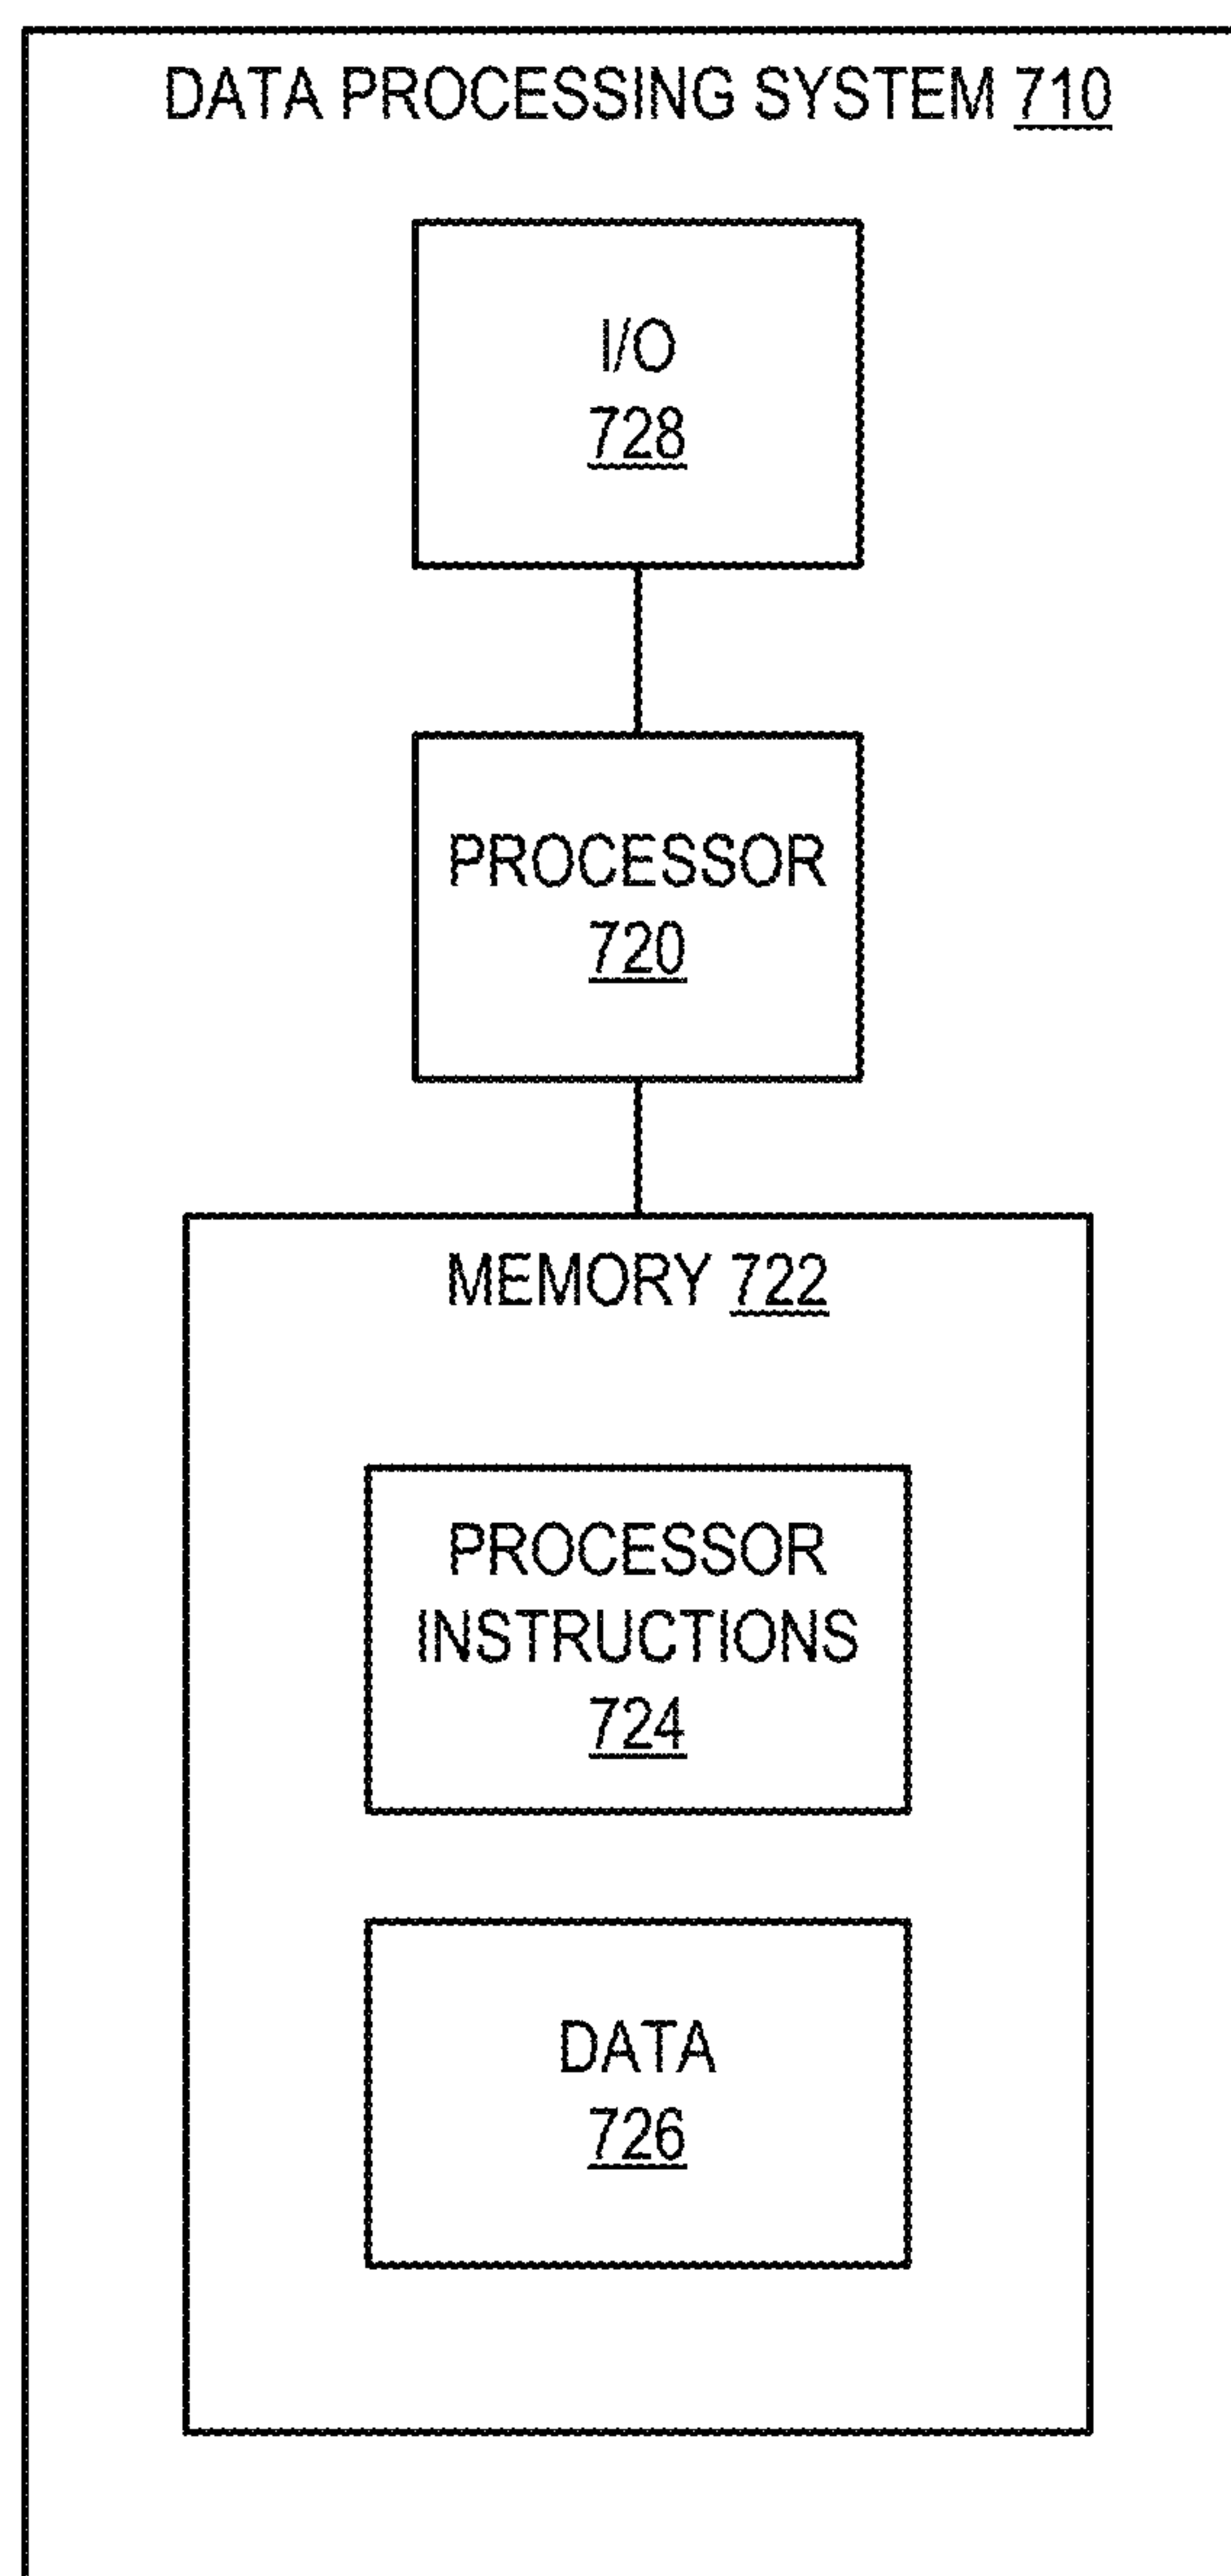 DATA PROCESSING SYSTEM 710
I/O
728
PROCESSOR
720
MEMORY 722
PROCESSOR
INSTRUCTIONS
724
DATA
726